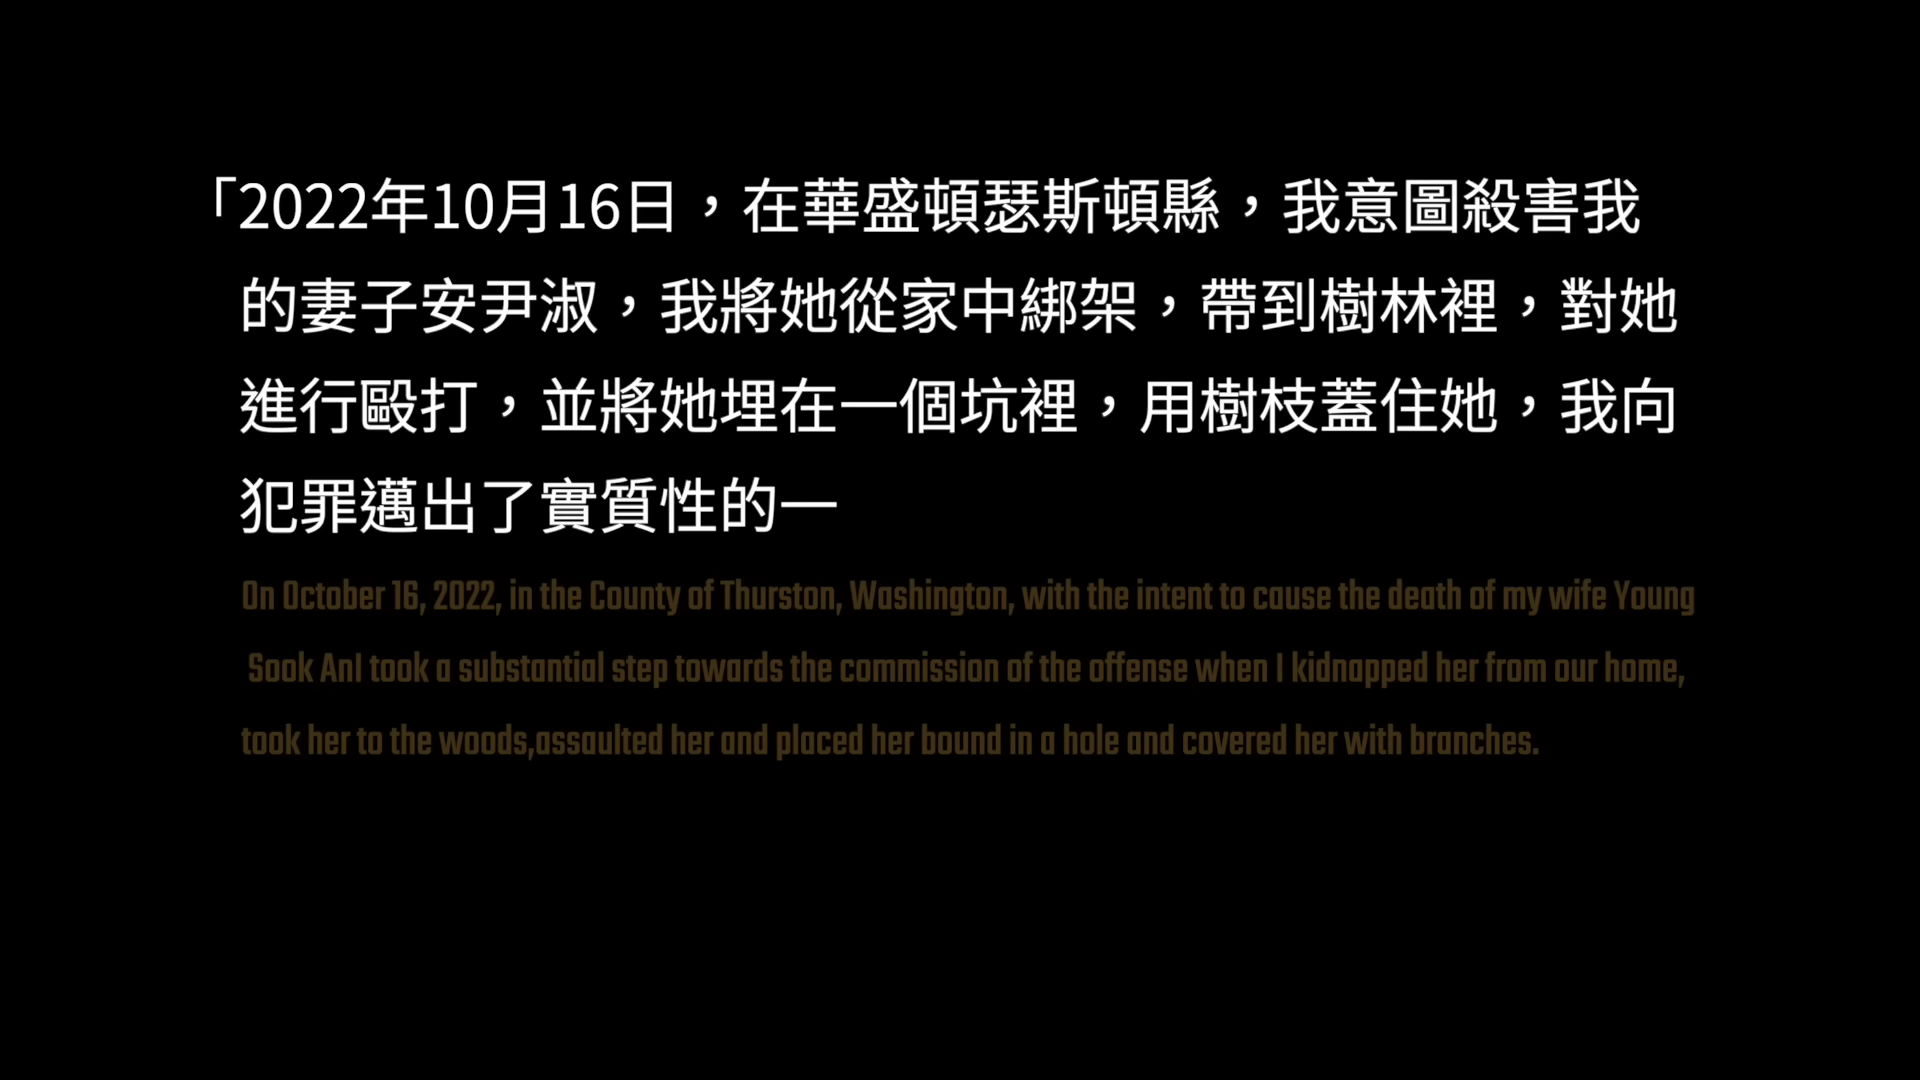 「2022年10月16日，在華盛頓瑟斯頓縣，我意圖殺害我
的妻子安尹淑，我將她從家中綁架，帶到樹林裡，對她
進行毆打，並將她埋在一個坑裡，用樹枝蓋住她，我向
犯罪邁出了實質性的一
On October 16, 2022, in the County of Thurston, Washington, with the intent to cause the death of my wife Young
Sook AnI took a substantial step towards the commission of the offense when I kidnapped her from our home,
took her to the woods,assaulted her and placed her bound in a hole and covered her with branches.